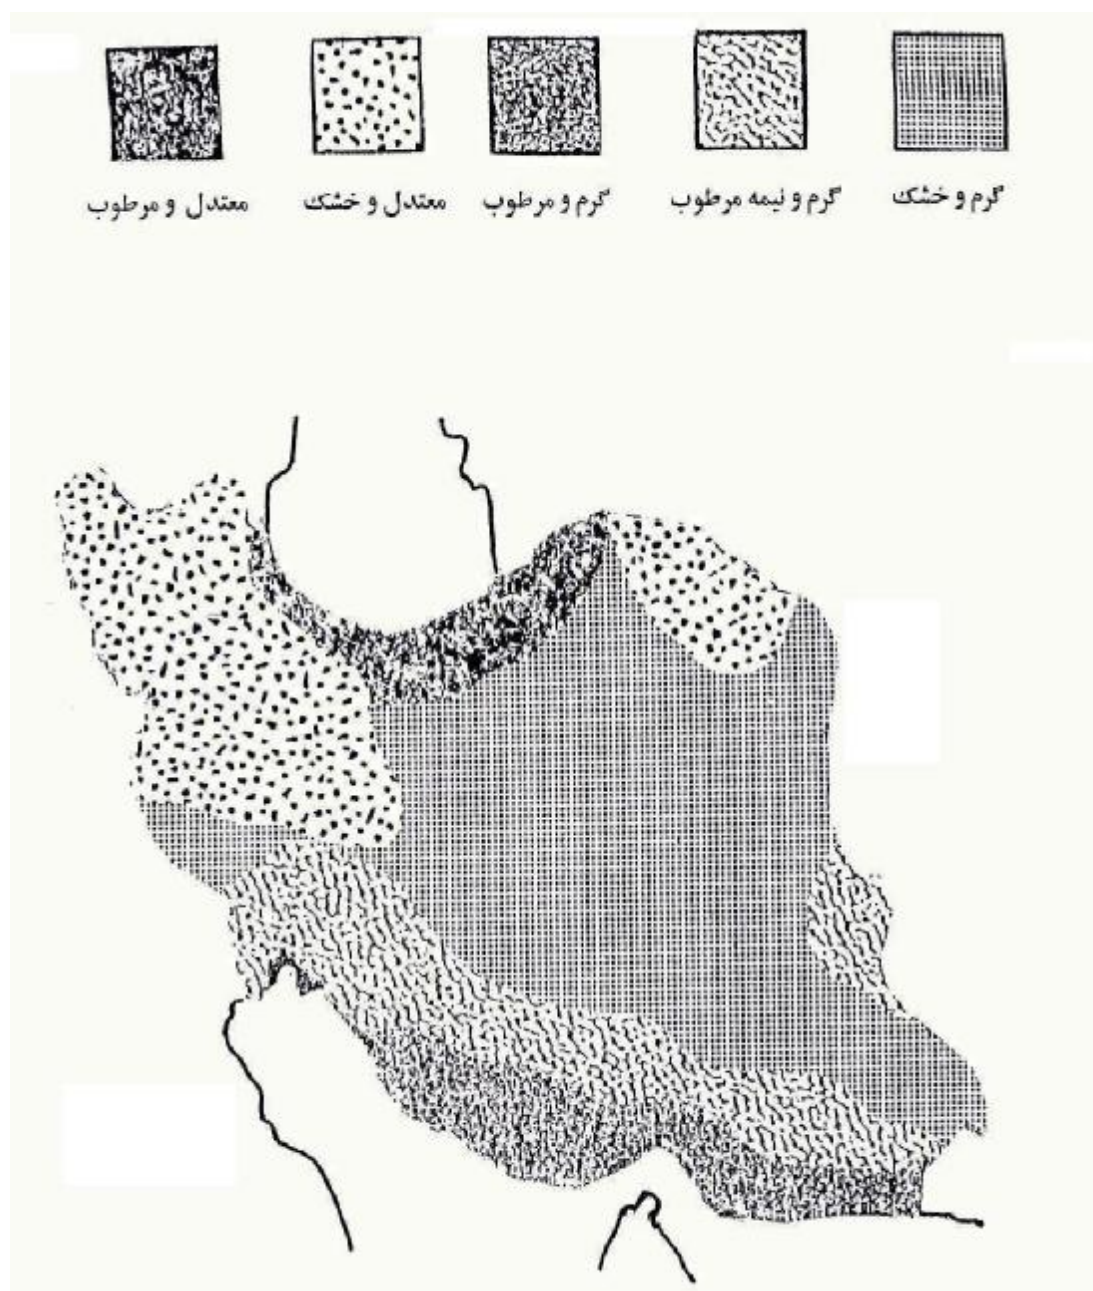 گرم و خشک
گرم و نیمه مرطوب
گرم و مرطوب
معتدل و خشک
معتدل و مرطوب